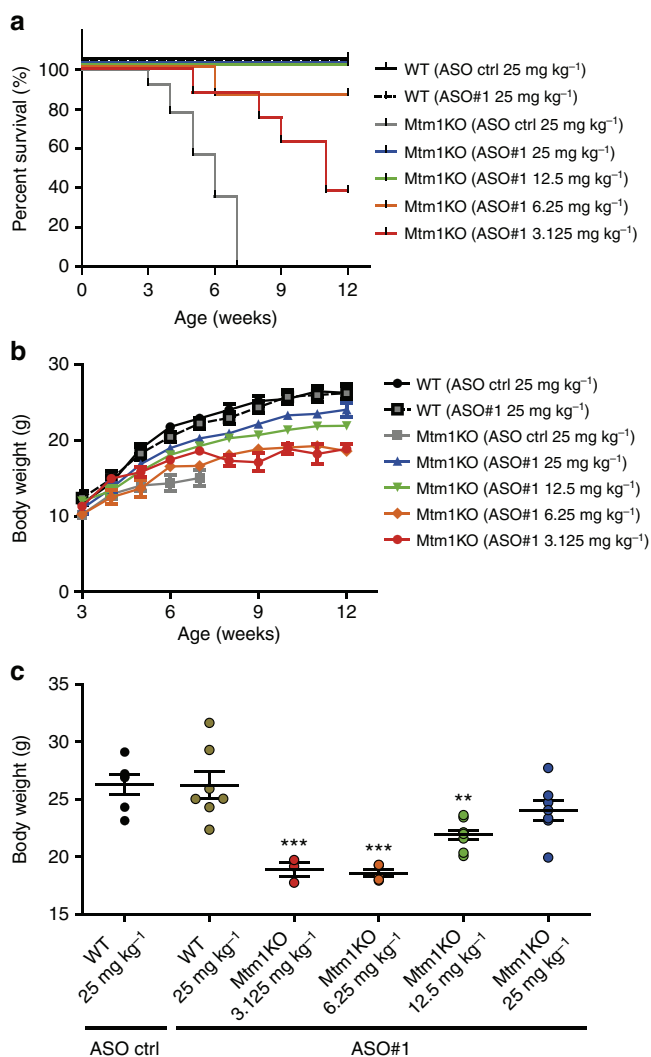 a
Percent survival (%)
100
80
60
40
20
0
0 3 6 9 12
Age (weeks)
WT (ASO ctrl 25 mg kg⁻¹)
WT (ASO#1 25 mg kg⁻¹)
Mtm1KO (ASO ctrl 25 mg kg⁻¹)
Mtm1KO (ASO#1 25 mg kg⁻¹)
Mtm1KO (ASO#1 12.5 mg kg⁻¹)
Mtm1KO (ASO#1 6.25 mg kg⁻¹)
Mtm1KO (ASO#1 3.125 mg kg⁻¹)
b
Body weight (g)
30
20
10
0
3 6 9 12
Age (weeks)
WT (ASO ctrl 25 mg kg⁻¹)
WT (ASO#1 25 mg kg⁻¹)
Mtm1KO (ASO ctrl 25 mg kg⁻¹)
Mtm1KO (ASO#1 25 mg kg⁻¹)
Mtm1KO (ASO#1 12.5 mg kg⁻¹)
Mtm1KO (ASO#1 6.25 mg kg⁻¹)
Mtm1KO (ASO#1 3.125 mg kg⁻¹)
c
Body weight (g)
35
30
25
20
15
***
***
**
WT
25 mg kg⁻¹
WT
25 mg kg⁻¹
Mtm1KO
3.125 mg kg⁻¹
Mtm1KO
6.25 mg kg⁻¹
Mtm1KO
12.5 mg kg⁻¹
Mtm1KO
25 mg kg⁻¹
ASO ctrl
ASO#1